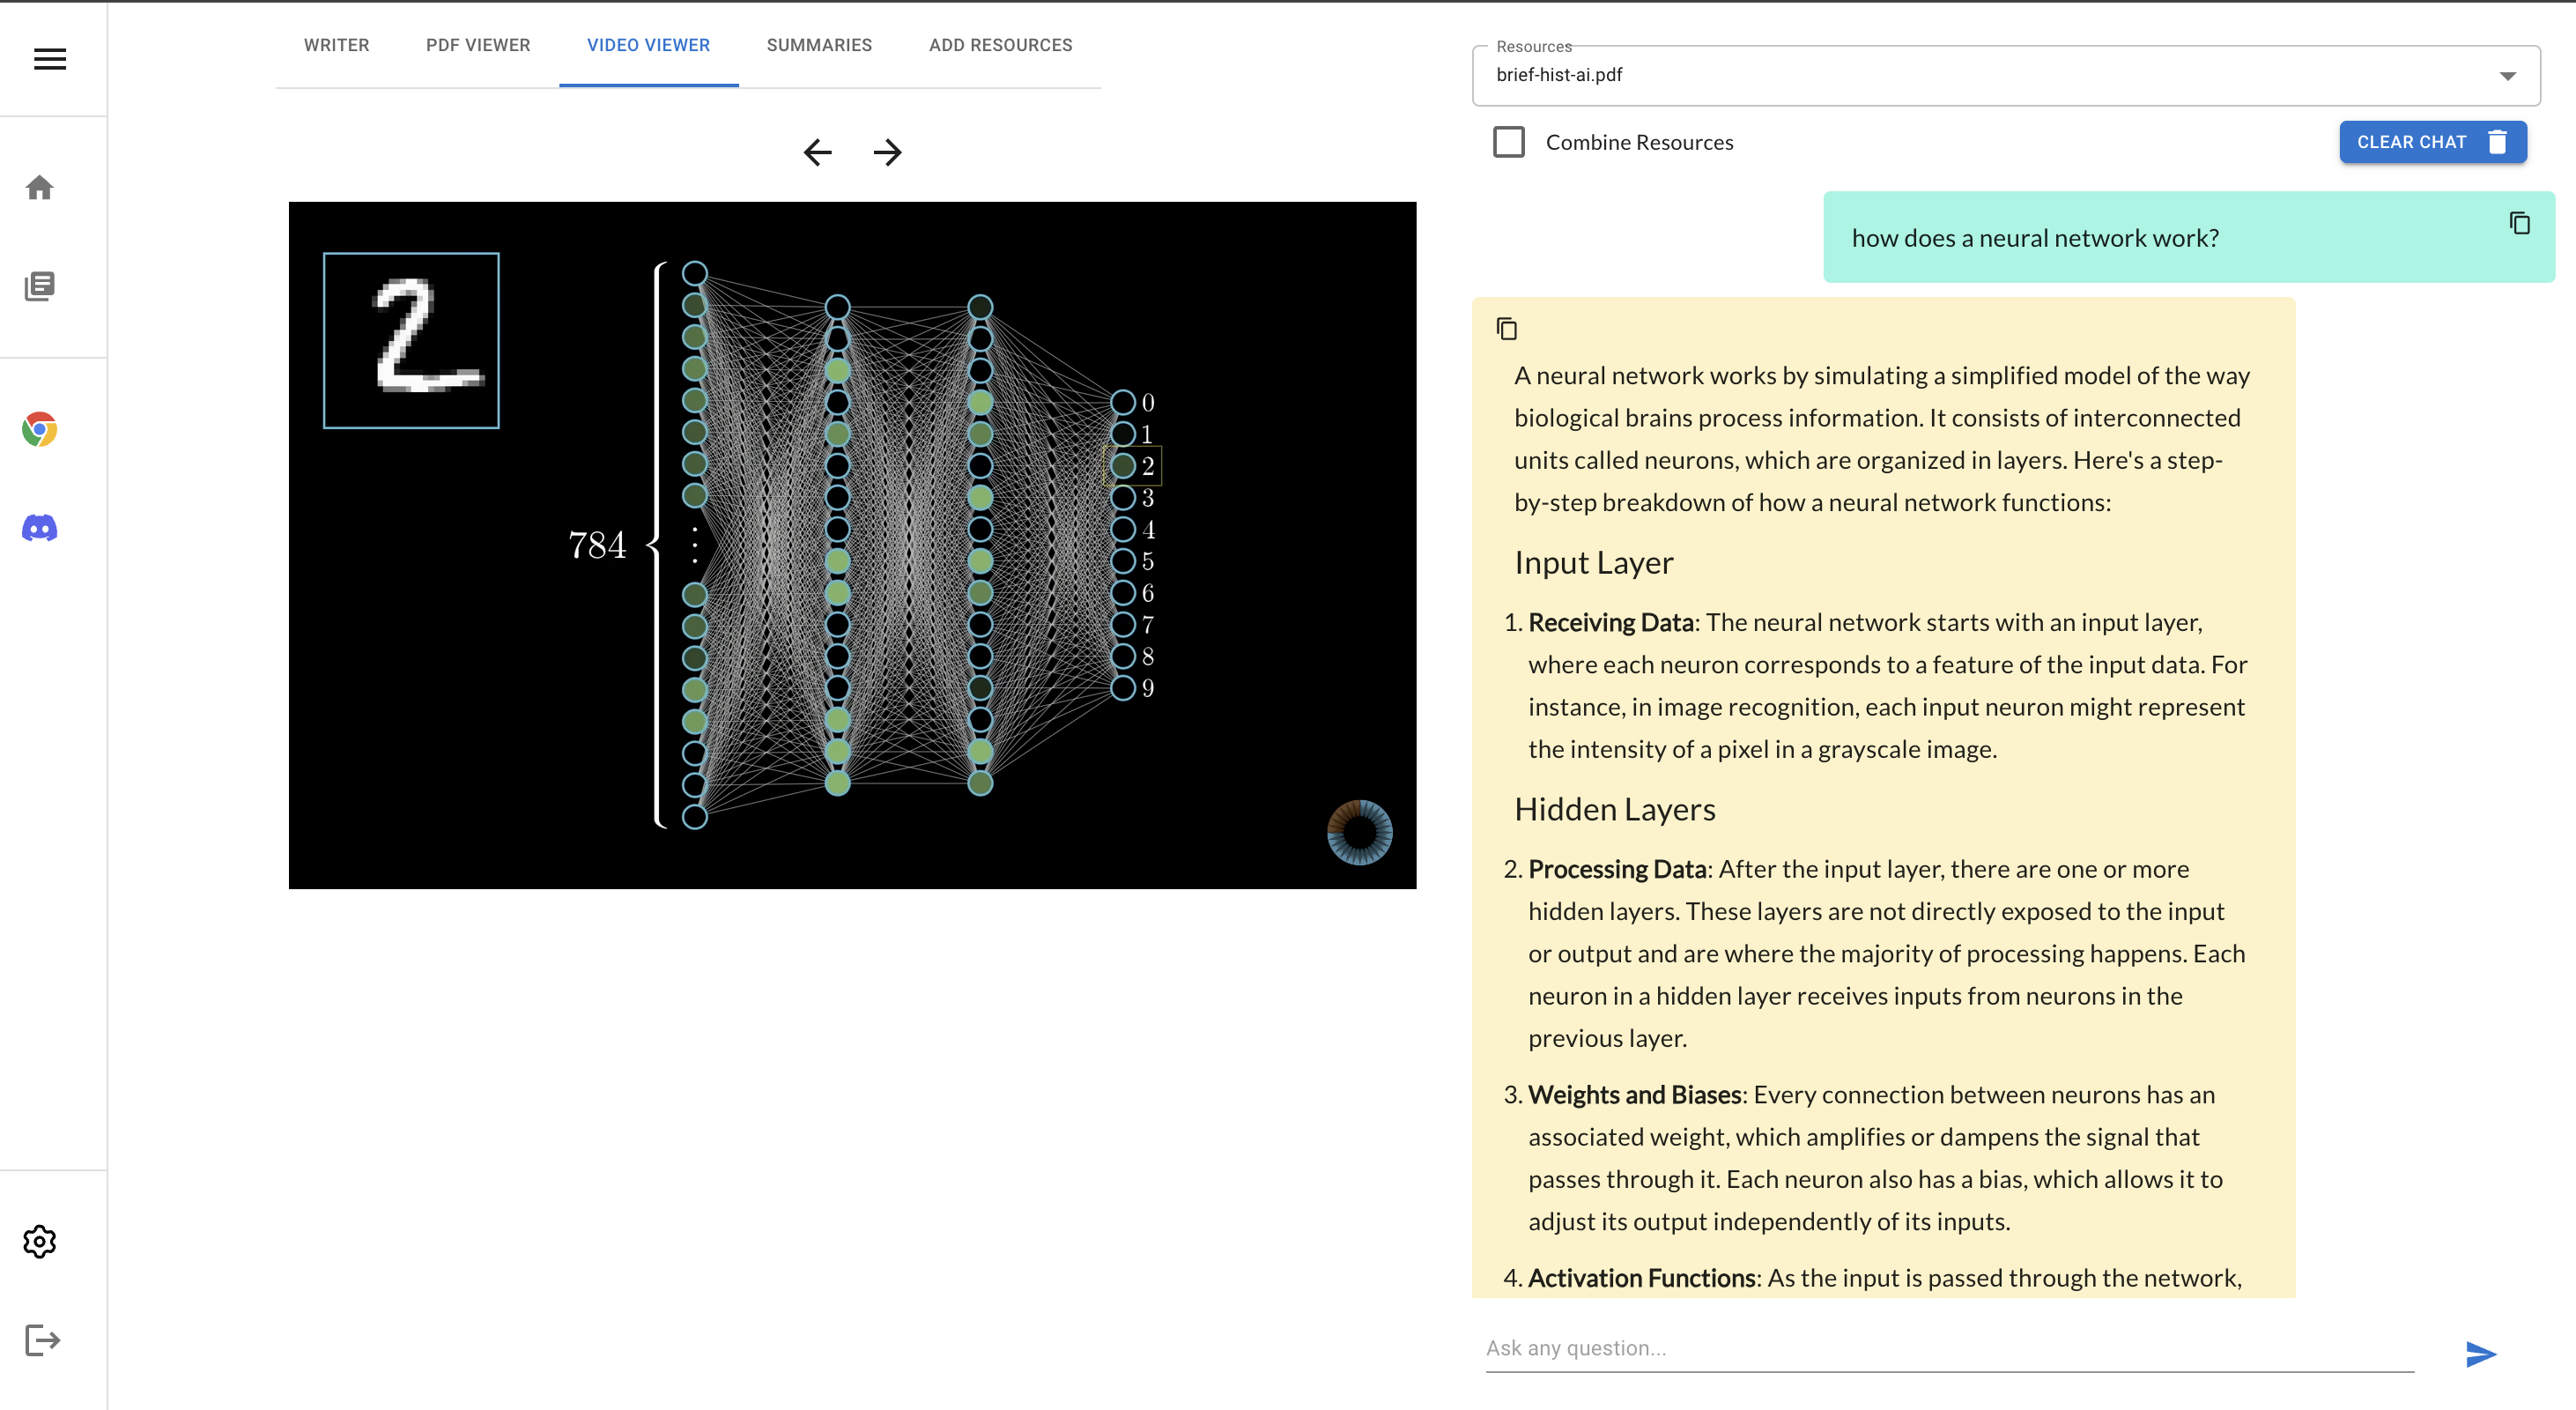 WRITER
PDF VIEWER
VIDEO VIEWER
SUMMARIES
ADD RESOURCES
784
0
1
2
3
4
5
6
7
8
9
Resources
brief-hist-ai.pdf
Combine Resources
CLEAR CHAT
how does a neural network work?
A neural network works by simulating a simplified model of the way
biological brains process information. It consists of interconnected
units called neurons, which are organized in layers. Here's a step-
by-step breakdown of how a neural network functions:
Input Layer
1. Receiving Data: The neural network starts with an input layer,
where each neuron corresponds to a feature of the input data. For
instance, in image recognition, each input neuron might represent
the intensity of a pixel in a grayscale image.
Hidden Layers
2. Processing Data: After the input layer, there are one or more
hidden layers. These layers are not directly exposed to the input
or output and are where the majority of processing happens. Each
neuron in a hidden layer receives inputs from neurons in the
previous layer.
3. Weights and Biases: Every connection between neurons has an
associated weight, which amplifies or dampens the signal that
passes through it. Each neuron also has a bias, which allows it to
adjust its output independently of its inputs.
4. Activation Functions: As the input is passed through the network,
Ask any question...